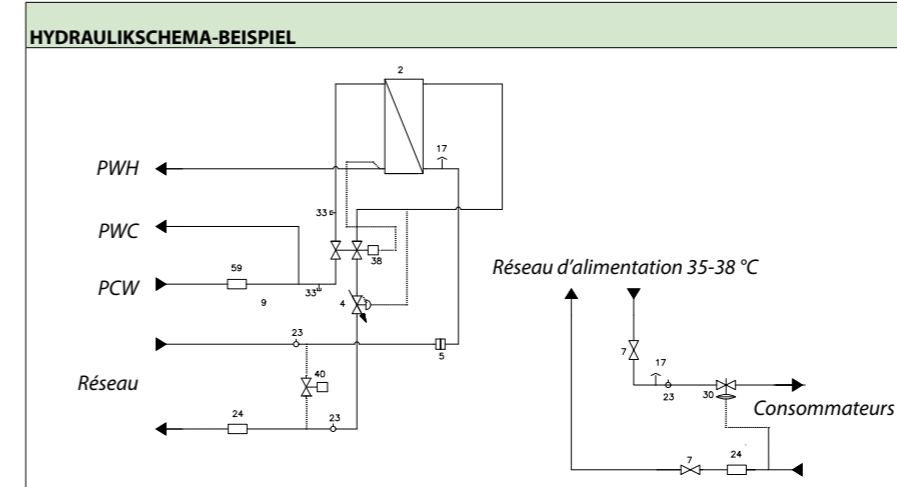 HYDRAULIKSCHEMA-BEISPIEL
2
17
PWH
33
PWC
38
Réseau d'alimentation 35-38 °C
59
PCW
33
9
4
23
7
17
5
40
23
30
Réseau
Consommateurs
24
23
7
24